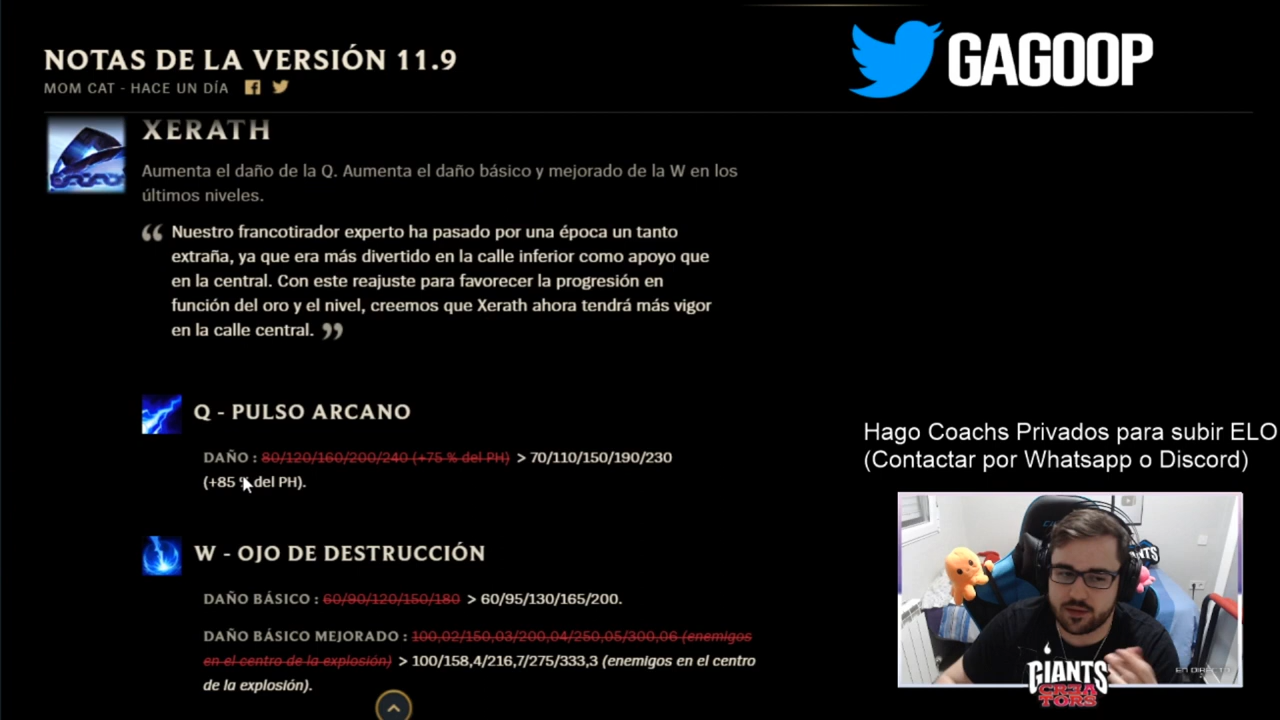 NOTAS DE LA VERSIÓN 11.9
MOM CAT - HACE UN DÍA
GAGOOP
XERATH
Aumenta el daño de la Q. Aumenta el daño básico y mejorado de la W en los
últimos niveles.
“ Nuestro francotirador experto ha pasado por una época un tanto
extraña, ya que era más divertido en la calle inferior como apoyo que
en la central. Con este reajuste para favorecer la progresión en
función del oro y el nivel, creemos que Xerath ahora tendrá más vigor
en la calle central. ”
Q - PULSO ARCANO
DAÑO : 80/120/160/200/240 (+75 % del PH) > 70/110/150/190/230
(+85 % del PH).
W - OJO DE DESTRUCCIÓN
DAÑO BÁSICO : 60/90/120/150/180 > 60/95/130/165/200.
DAÑO BÁSICO MEJORADO : 100,02/150,03/200,04/250,05/300,06 (enemigos
en el centro de la explosión) > 100/158,4/216,7/275/333,3 (enemigos en el centro
de la explosión).
Hago Coachs Privados para subir ELO
(Contactar por Whatsapp o Discord)
NTS
EN DIRECTO
GIANTS
CREA
TORS